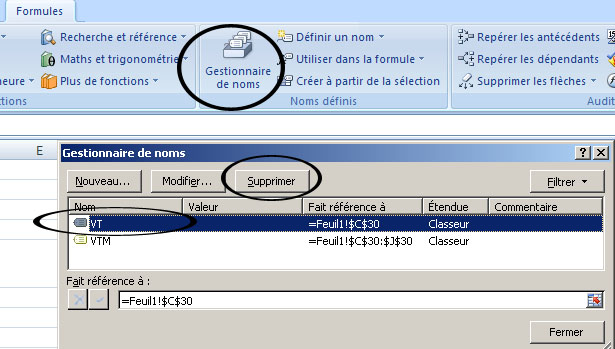 Formules
Recherche et référence
Définir un nom
Repérer les antécédents
Maths et trigonométrie
Gestionnaire de noms
Utiliser dans la formule
Repérer les dépendants
eure
Plus de fonctions
Créer à partir de la sélection
Supprimer les flèches
ctions
Noms définis
Audit
E
Gestionnaire de noms
Nouveau... Modifier... Supprimer Filtrer
Nom Valeur Fait référence à Étendue Commentaire
VT =Feuil1!$C$30 Classeur
VTM =Feuil1!$C$30:$J$30 Classeur
Fait référence à :
=Feuil1!$C$30
Fermer